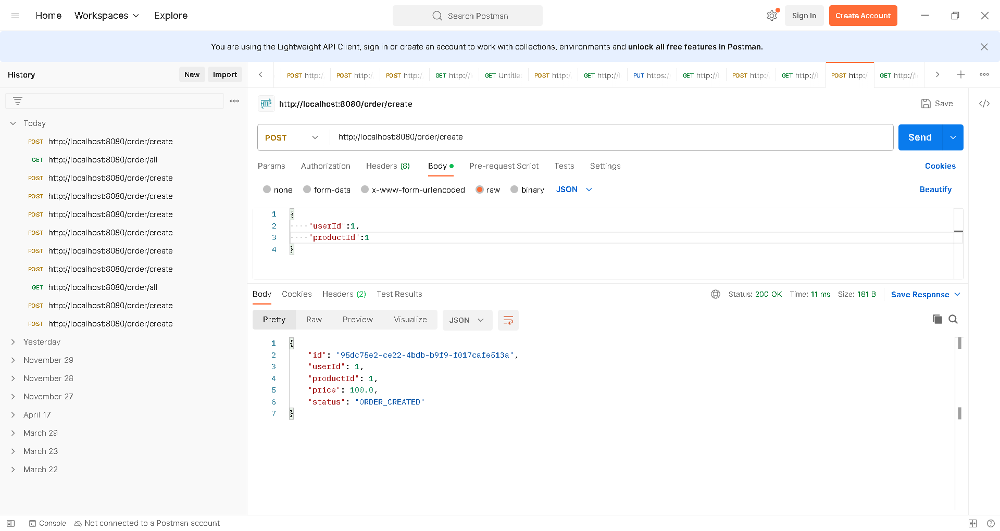 Home Workspaces Explore Search Postman Sign In Create Account
You are using the Lightweight API Client, sign in or create an account to work with collections, environments and unlock all free features in Postman.
History New Import
POST http:/ POST http:/ POST http:/ GET http://l GET Untitle POST http:/ GET http://l PUT https:/ GET http://l POST http:/ GET http://l POST http:/ GET http://l
Today
POST http://localhost:8080/order/create
GET http://localhost:8080/order/all
POST http://localhost:8080/order/create
POST http://localhost:8080/order/create
POST http://localhost:8080/order/create
POST http://localhost:8080/order/create
POST http://localhost:8080/order/create
POST http://localhost:8080/order/create
GET http://localhost:8080/order/all
POST http://localhost:8080/order/create
POST http://localhost:8080/order/create
Yesterday
November 29
November 28
November 27
April 17
March 29
March 23
March 22
HTTP http://localhost:8080/order/create Save </>
POST http://localhost:8080/order/create Send
Params Authorization Headers (8) Body Pre-request Script Tests Settings Cookies
none form-data x-www-form-urlencoded raw binary JSON Beautify
1 {
2 "userId":1,
3 "productId":1
4 }
Body Cookies Headers (2) Test Results Status: 200 OK Time: 11 ms Size: 181 B Save Response
Pretty Raw Preview Visualize JSON
1 {
2 "id": "95dc75e2-ce22-4bdb-b9f9-f017cafe513a",
3 "userId": 1,
4 "productId": 1,
5 "price": 100.0,
6 "status": "ORDER_CREATED"
7 }
Console Not connected to a Postman account